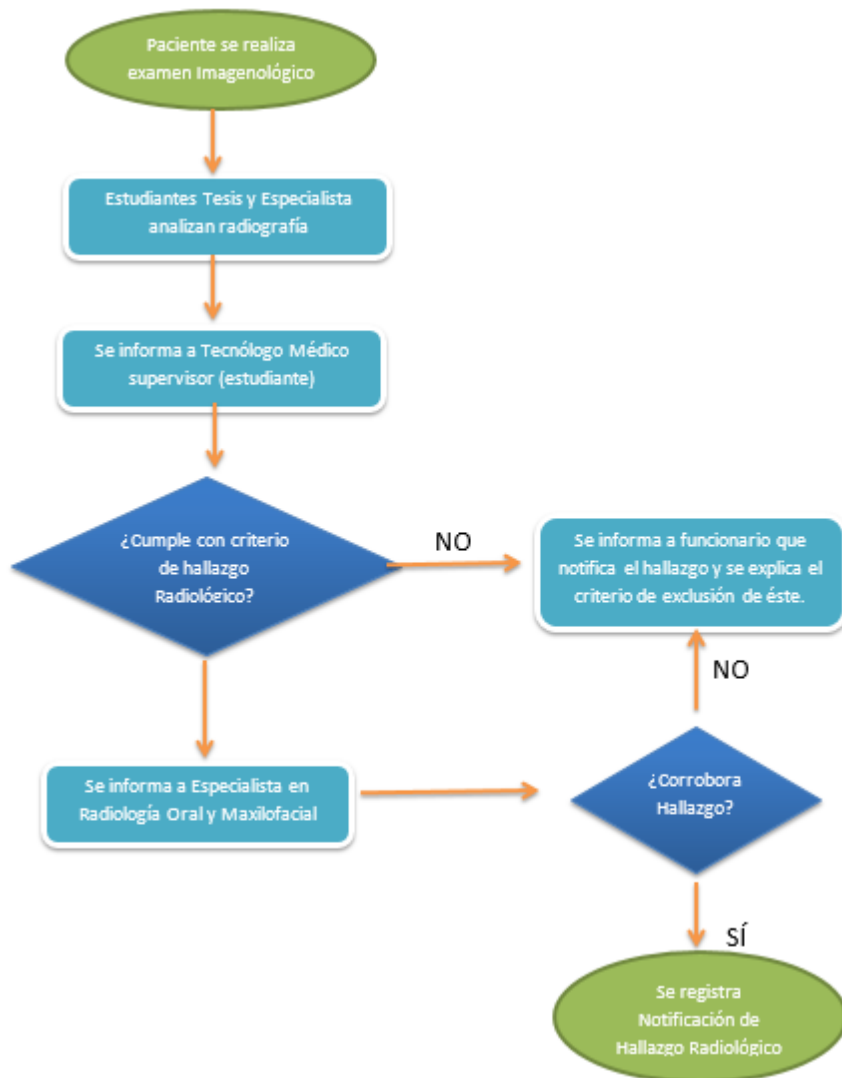 Paciente se realiza
examen Imagenológico
Estudiantes Tesis y Especialista
analizan radiografía
Se informa a Tecnólogo Médico
supervisor (estudiante)
¿Cumple con criterio
de hallazgo
Radiológico?
NO
Se informa a funcionario que
notifica el hallazgo y se explica el
criterio de exclusión de éste.
NO
Se informa a Especialista en
Radiología Oral y Maxilofacial
¿Corrobora
Hallazgo?
SÍ
Se registra
Notificación de
Hallazgo Radiológico